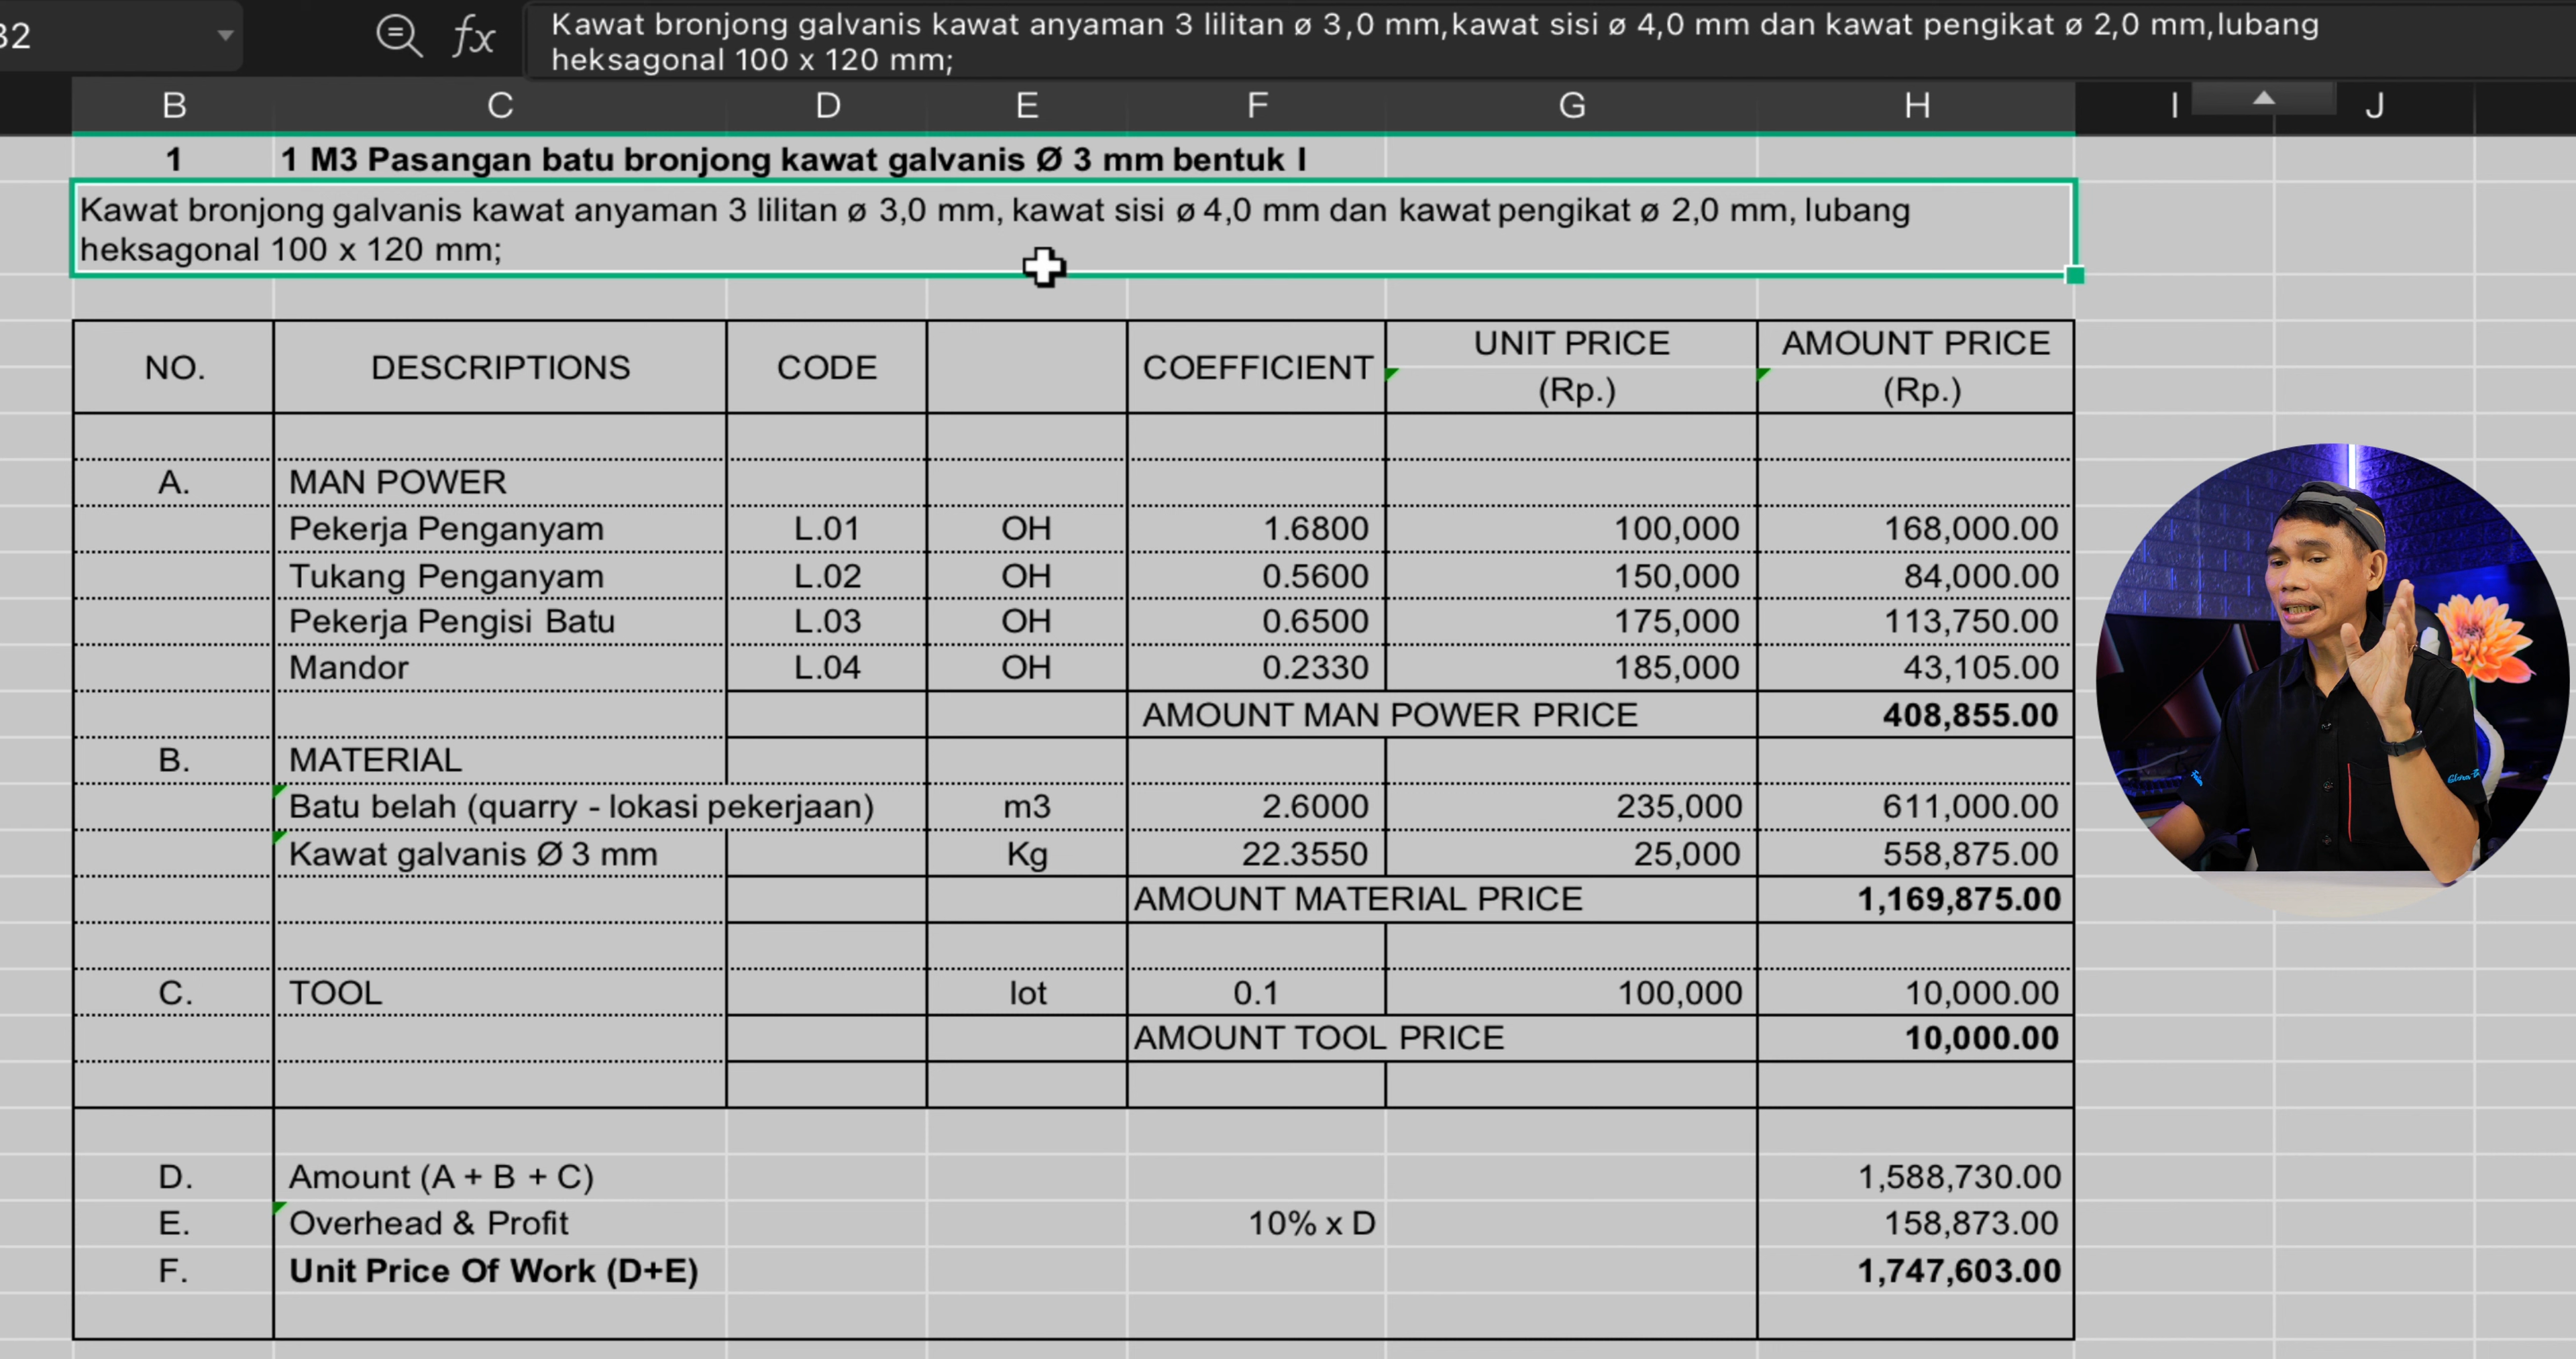 32
fx
Kawat bronjong galvanis kawat anyaman 3 lilitan ø 3,0 mm,kawat sisi ø 4,0 mm dan kawat pengikat ø 2,0 mm,lubang
heksagonal 100 x 120 mm;
B C D E F G H I J
1 1 M3 Pasangan batu bronjong kawat galvanis Ø 3 mm bentuk I
Kawat bronjong galvanis kawat anyaman 3 lilitan ø 3,0 mm, kawat sisi ø 4,0 mm dan kawat pengikat ø 2,0 mm, lubang
heksagonal 100 x 120 mm;
NO. DESCRIPTIONS CODE COEFFICIENT UNIT PRICE AMOUNT PRICE
(Rp.) (Rp.)
A. MAN POWER
Pekerja Penganyam L.01 OH 1.6800 100,000 168,000.00
Tukang Penganyam L.02 OH 0.5600 150,000 84,000.00
Pekerja Pengisi Batu L.03 OH 0.6500 175,000 113,750.00
Mandor L.04 OH 0.2330 185,000 43,105.00
AMOUNT MAN POWER PRICE 408,855.00
B. MATERIAL
Batu belah (quarry - lokasi pekerjaan) m3 2.6000 235,000 611,000.00
Kawat galvanis Ø 3 mm Kg 22.3550 25,000 558,875.00
AMOUNT MATERIAL PRICE 1,169,875.00
C. TOOL lot 0.1 100,000 10,000.00
AMOUNT TOOL PRICE 10,000.00
D. Amount (A + B + C) 1,588,730.00
E. Overhead & Profit 10% x D 158,873.00
F. Unit Price Of Work (D+E) 1,747,603.00